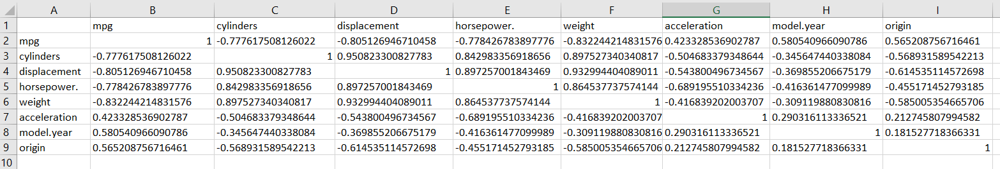 A B C D E F G H I
1 mpg cylinders displacement horsepower. weight acceleration model.year origin
2 mpg 1 -0.777617508126022 -0.805126946710458 -0.778426783897776 -0.832244214831576 0.423328536902787 0.580540966090786 0.565208756716461
3 cylinders -0.777617508126022 1 0.950823300827783 0.842983356918656 0.897527340340817 -0.504683379348644 -0.345647440338084 -0.568931589542213
4 displacement -0.805126946710458 0.950823300827783 1 0.897257001843469 0.932994404089011 -0.543800496734567 -0.369855206675179 -0.614535114572698
5 horsepower. -0.778426783897776 0.842983356918656 0.897257001843469 1 0.864537737574144 -0.689195510334236 -0.416361477099989 -0.455171452793185
6 weight -0.832244214831576 0.897527340340817 0.932994404089011 0.864537737574144 1 -0.416839202003707 -0.309119880830816 -0.585005354665706
7 acceleration 0.423328536902787 -0.504683379348644 -0.543800496734567 -0.689195510334236 -0.416839202003707 1 0.290316113336521 0.212745807994582
8 model.year 0.580540966090786 -0.345647440338084 -0.369855206675179 -0.416361477099989 -0.309119880830816 0.290316113336521 1 0.181527718366331
9 origin 0.565208756716461 -0.568931589542213 -0.614535114572698 -0.455171452793185 -0.585005354665706 0.212745807994582 0.181527718366331 1
10